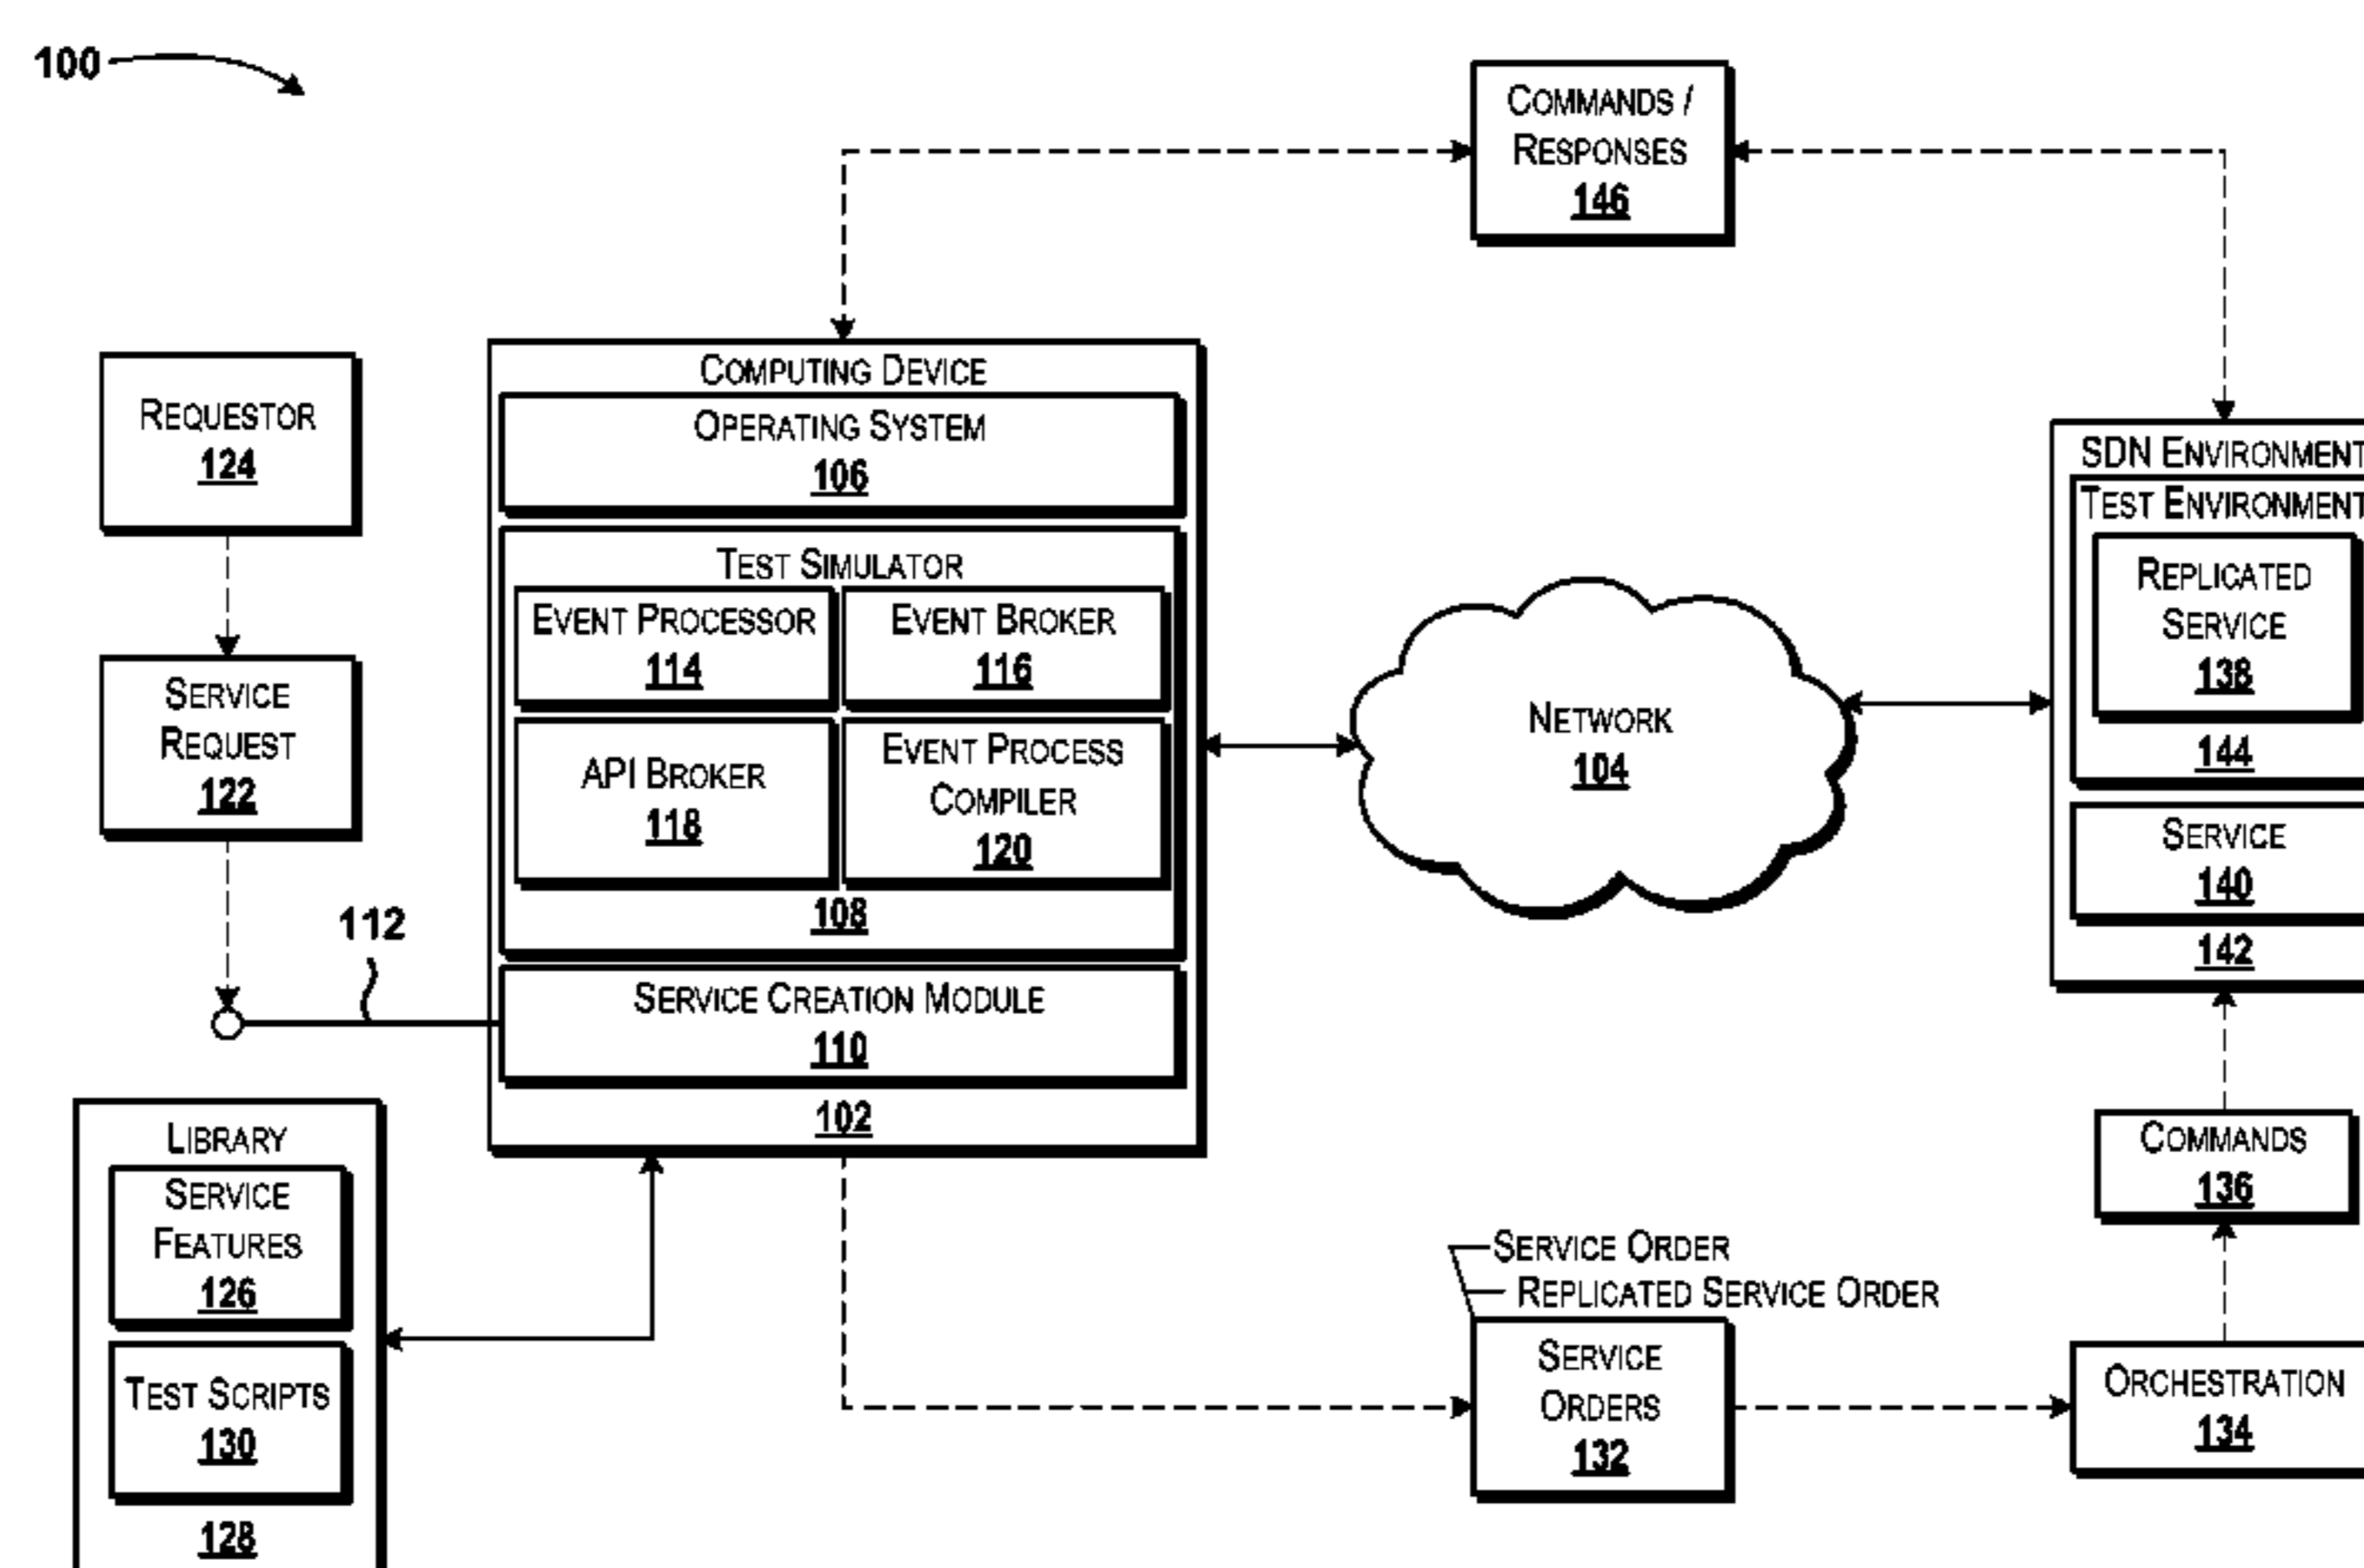 100
COMMANDS /
RESPONSES
146
REQUESTOR
124
SERVICE
REQUEST
122
112
COMPUTING DEVICE
OPERATING SYSTEM
106
TEST SIMULATOR
EVENT PROCESSOR
114
EVENT BROKER
116
API BROKER
118
EVENT PROCESS
COMPILER
120
108
SERVICE CREATION MODULE
110
102
NETWORK
104
SDN ENVIRONMENT
TEST ENVIRONMENT
REPLICATED
SERVICE
138
144
SERVICE
140
142
COMMANDS
136
LIBRARY
SERVICE
FEATURES
126
TEST SCRIPTS
130
128
SERVICE ORDER
REPLICATED SERVICE ORDER
SERVICE
ORDERS
132
ORCHESTRATION
134